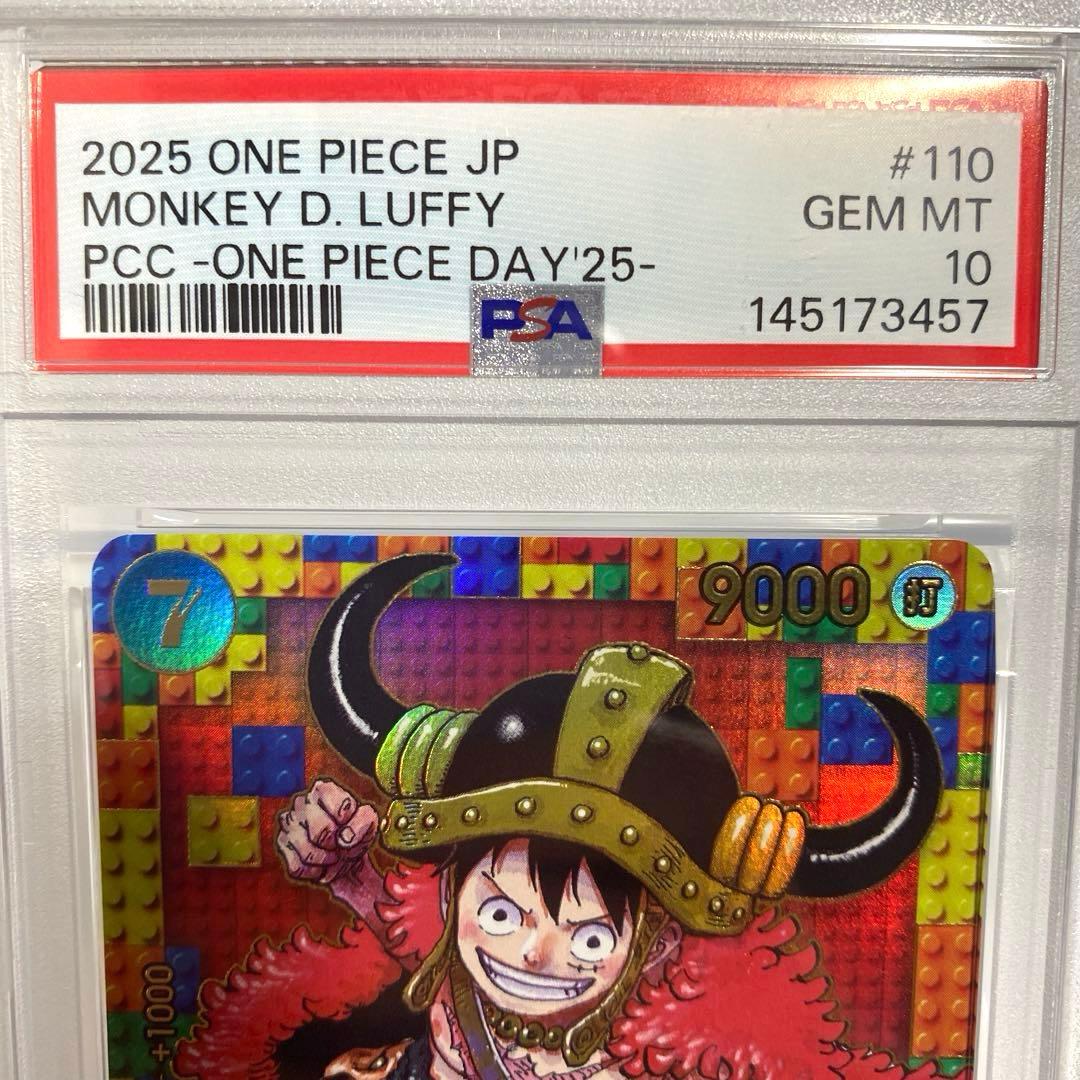 2025 ONE PIECE JP #110
MONKEY D. LUFFY GEM MT
PCC -ONE PIECE DAY'25- 10
PSA 145173457
7 9000 打
+1000